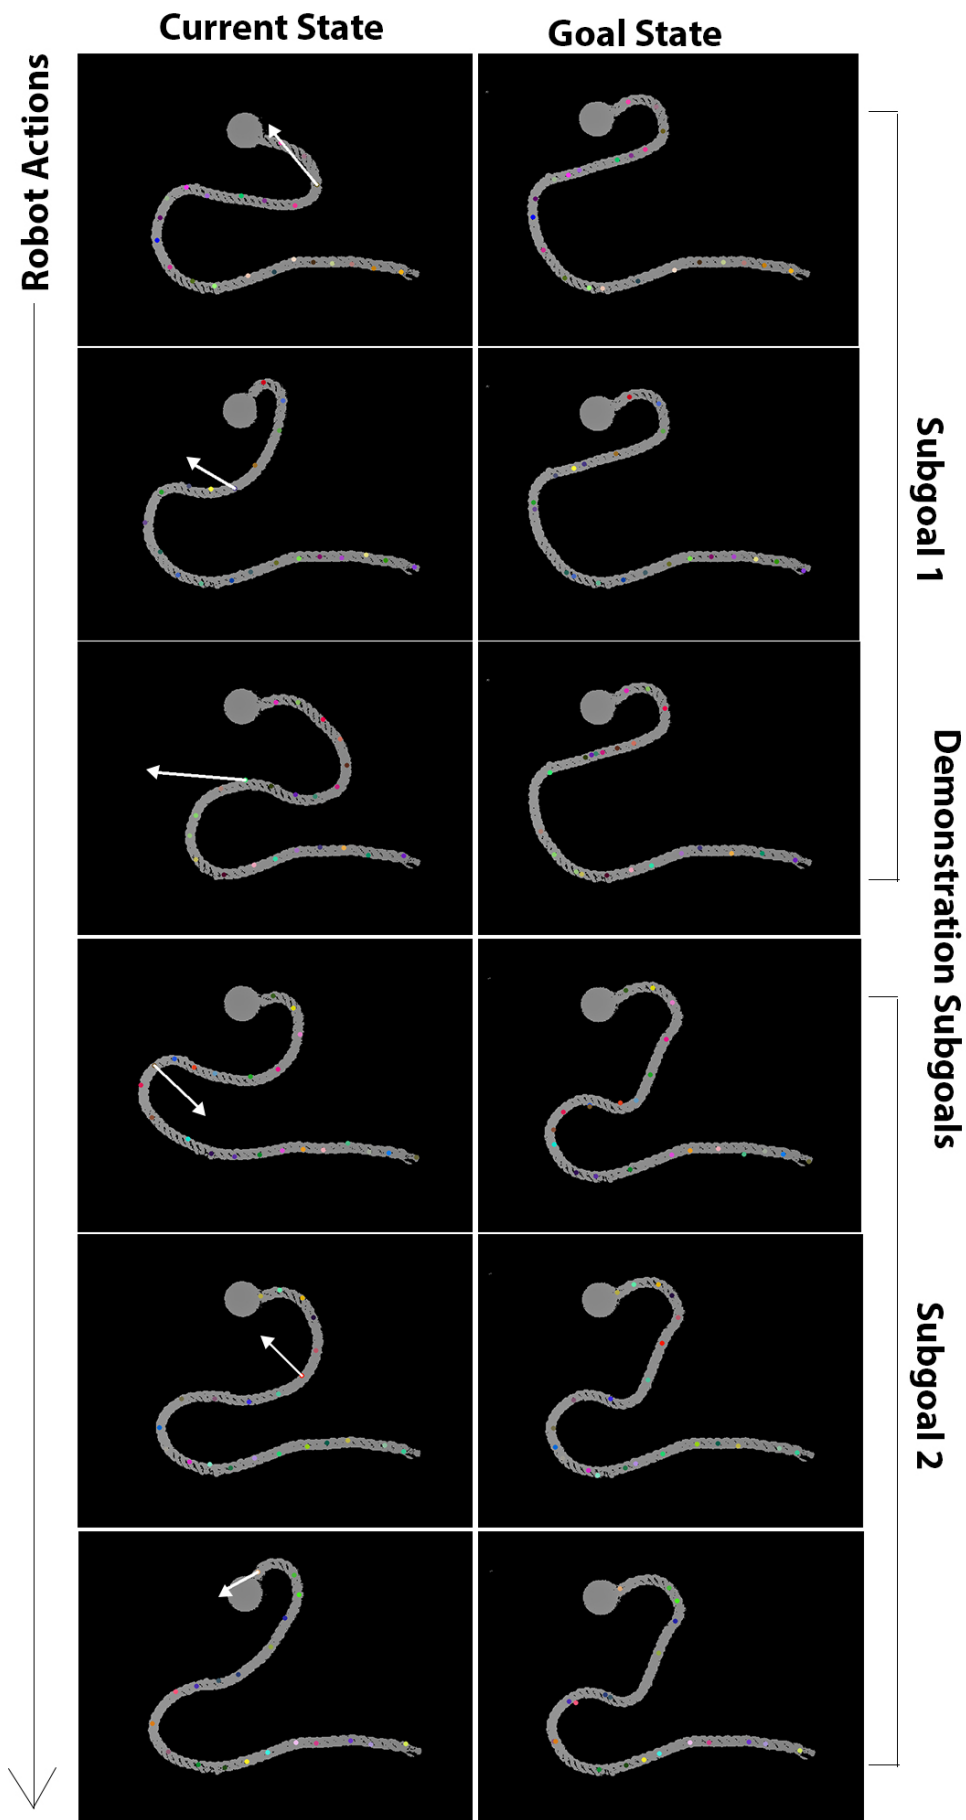 Current State
Goal State
Robot Actions
Subgoal 1
Demonstration Subgoals
Subgoal 2